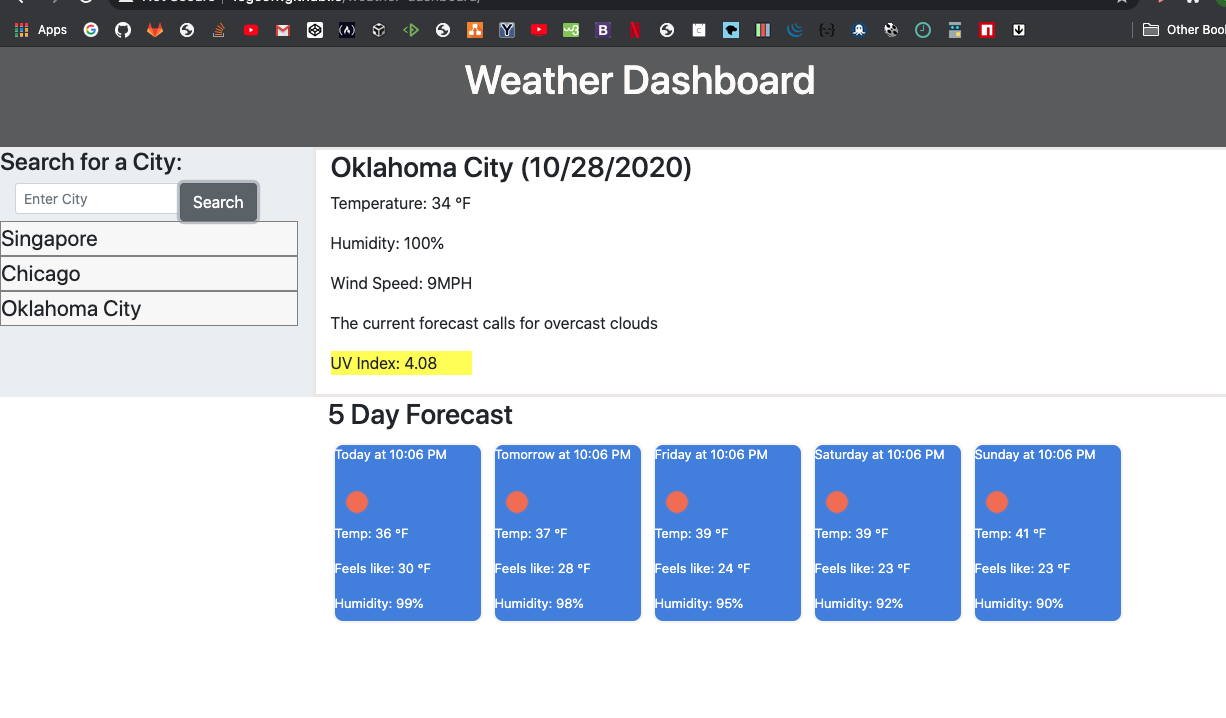 Apps
Other Boo
Weather Dashboard
Search for a City:
Enter City
Search
Singapore
Chicago
Oklahoma City
Oklahoma City (10/28/2020)
Temperature: 34 °F
Humidity: 100%
Wind Speed: 9MPH
The current forecast calls for overcast clouds
UV Index: 4.08
5 Day Forecast
Today at 10:06 PM
Temp: 36 °F
Feels like: 30 °F
Humidity: 99%
Tomorrow at 10:06 PM
Temp: 37 °F
Feels like: 28 °F
Humidity: 98%
Friday at 10:06 PM
Temp: 39 °F
Feels like: 24 °F
Humidity: 95%
Saturday at 10:06 PM
Temp: 39 °F
Feels like: 23 °F
Humidity: 92%
Sunday at 10:06 PM
Temp: 41 °F
Feels like: 23 °F
Humidity: 90%